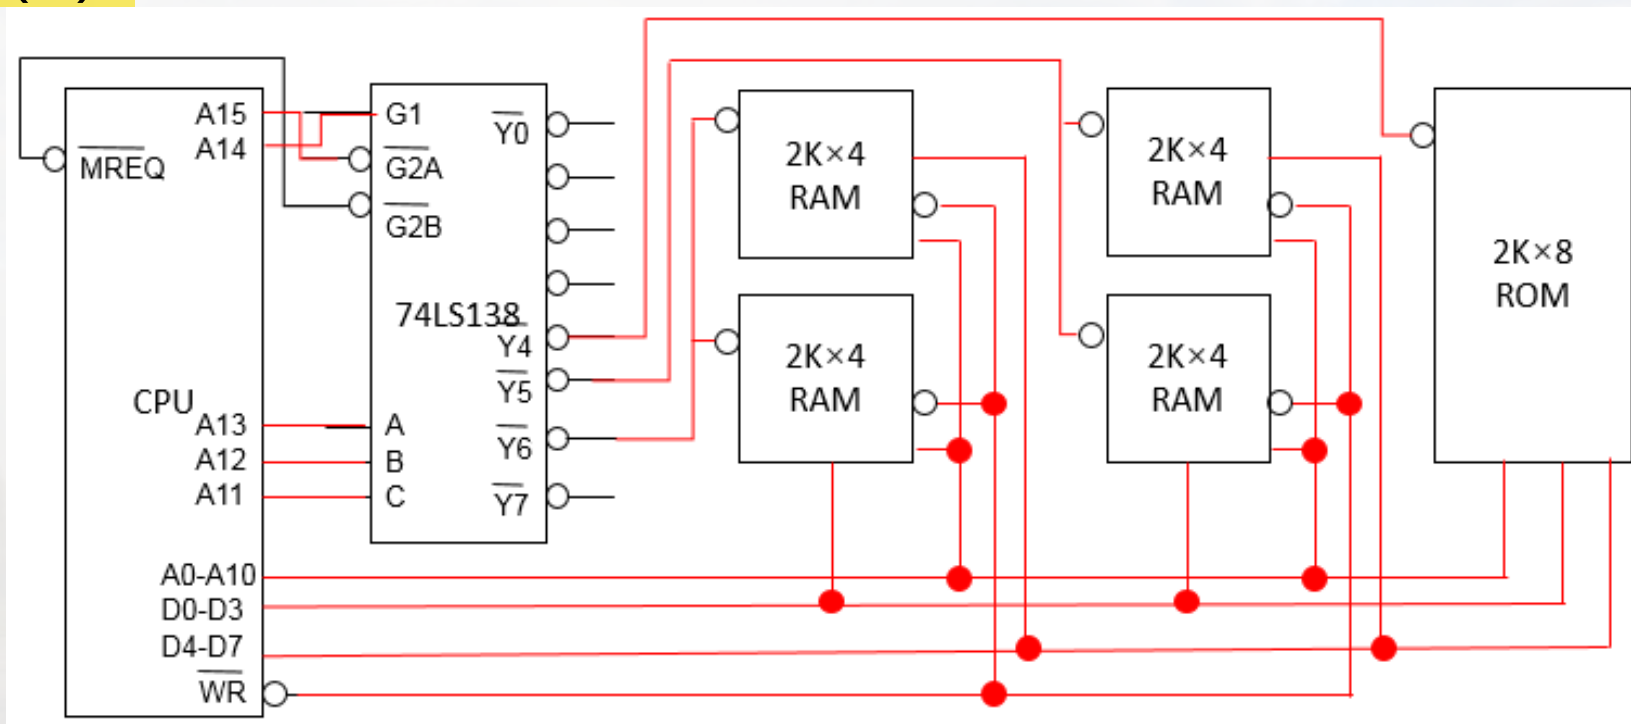 A15
A14
MREQ
CPU
A13
A12
A11
A0-A10
D0-D3
D4-D7
WR
G1
G2A
G2B
74LS138
A
B
C
Y0
Y4
Y5
Y6
Y7
2K×4
RAM
2K×4
RAM
2K×4
RAM
2K×4
RAM
2K×8
ROM